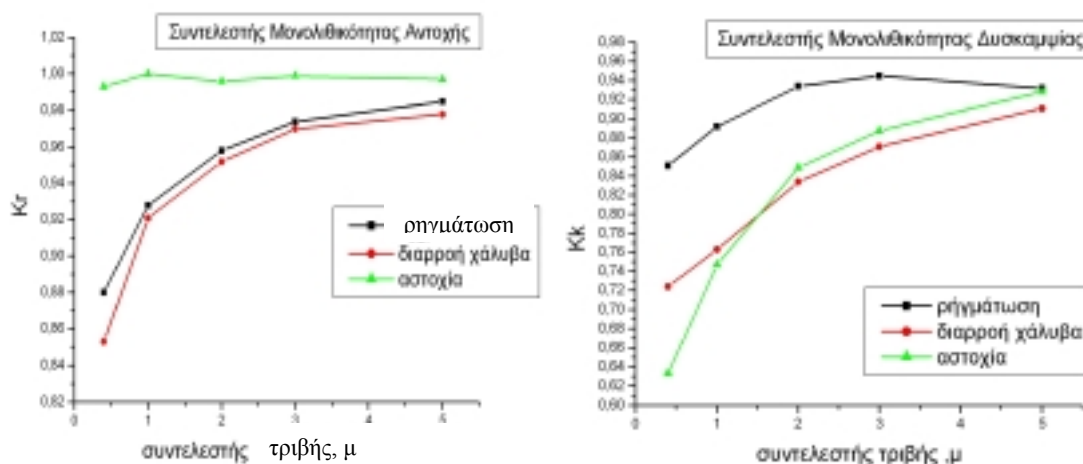 Συντελεστής Μονολιθικότητας Αντοχής
1,02
1,00
0,98
0,96
0,94
0,92
0,90
0,88
0,86
0,84
0,82
Kr
ρηγμάτωση
διαρροή χάλυβα
αστοχία
0 1 2 3 4 5
συντελεστής τριβής, μ
Συντελεστής Μονολιθικότητας Δυσκαμψίας
0,98
0,96
0,94
0,92
0,90
0,88
0,86
0,84
0,82
0,80
0,78
0,76
0,74
0,72
0,70
0,68
0,66
0,64
0,62
0,60
Kk
ρήγμάτωση
διαρροή χάλυβα
αστοχία
0 1 2 3 4 5
συντελεστής τριβής ,μ